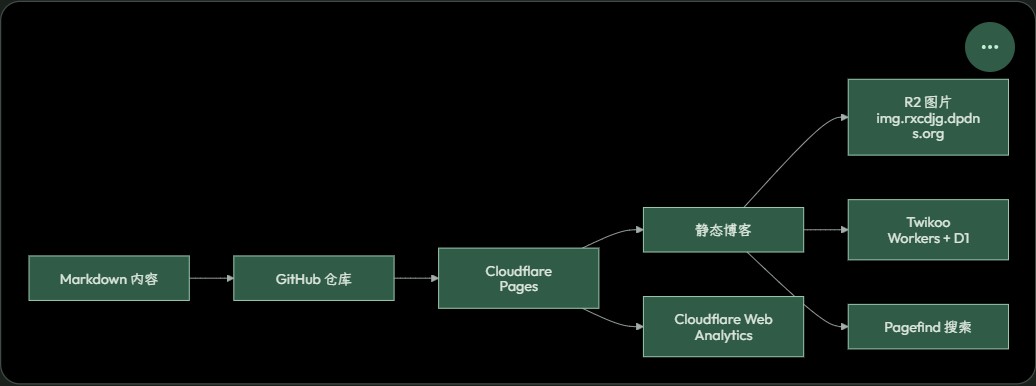 Markdown 内容
GitHub 仓库
Cloudflare
Pages
静态博客
Cloudflare Web
Analytics
R2 图片
img.rxcdjg.dpdn
s.org
Twikoo
Workers + D1
Pagefind 搜索